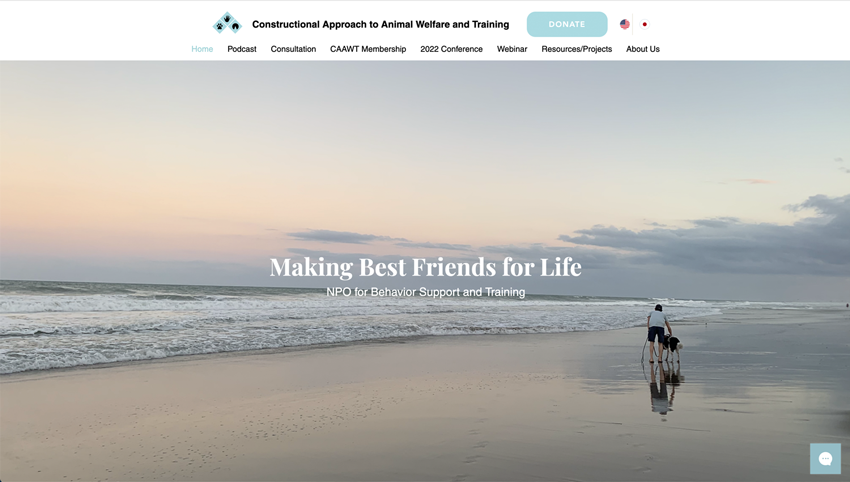 Constructional Approach to Animal Welfare and Training
DONATE
Home Podcast Consultation CAAWT Membership 2022 Conference Webinar Resources/Projects About Us
Making Best Friends for Life
NPO for Behavior Support and Training